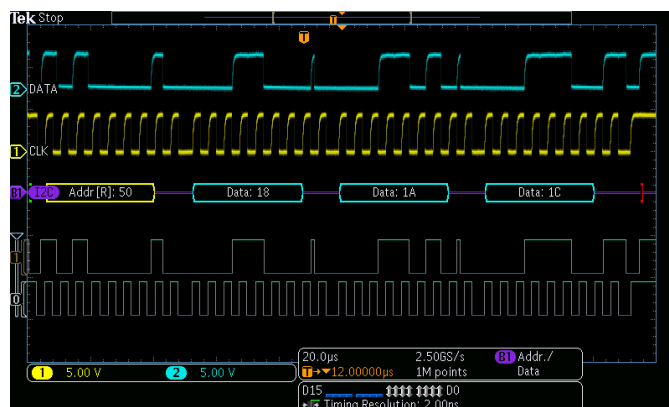 Tek Stop
T
T
2 DATA
1 CLK
B1 I2C Addr[R]: 50 Data: 18 Data: 1A Data: 1C
1
0
20.0µs 2.50GS/s B1 Addr./
T→▼12.00000µs 1M points Data
1 5.00 V 2 5.00 V
D15 D0
Timing Resolution: 2.00ns